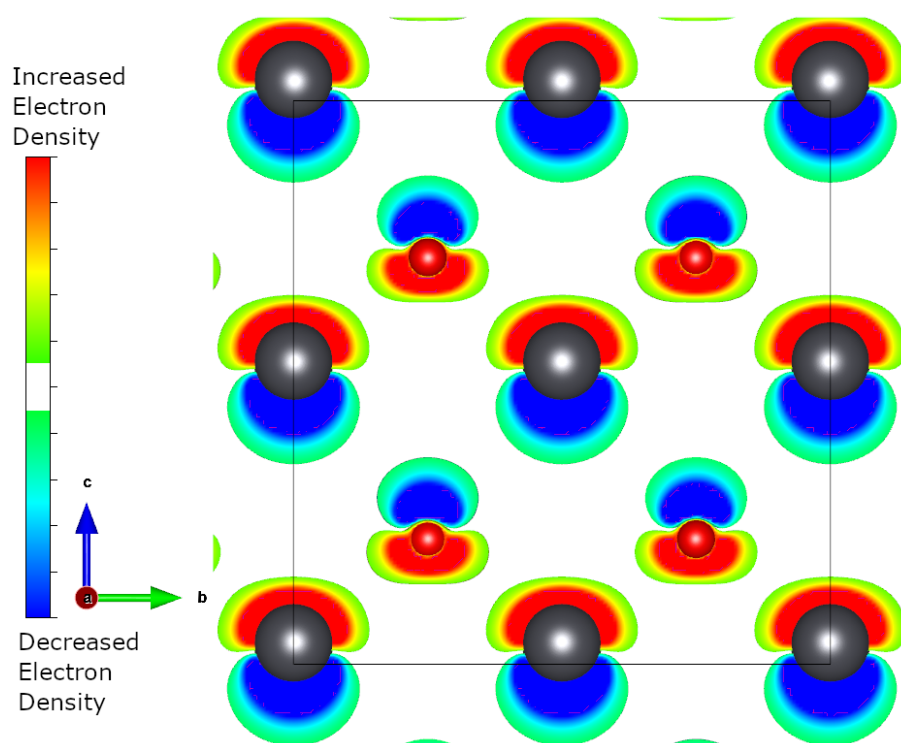 Increased
Electron
Density
c
a
b
Decreased
Electron
Density